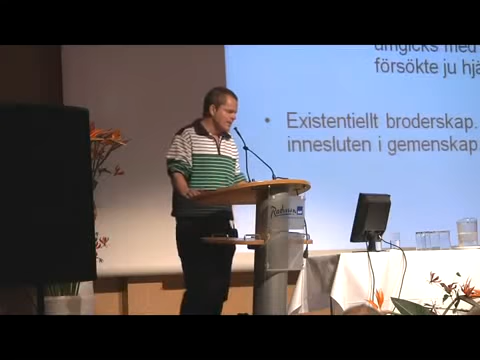 umgicks med
försökte ju hjä
• Existentiellt broderskap.
innesluten i gemenskap
Radisson